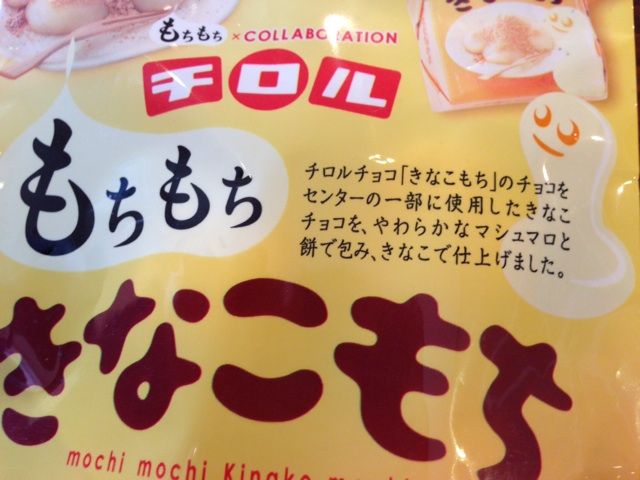 もちもち×COLLABORATION
チロル
もちもち
チロルチョコ「きなこもち」のチョコを
センターの一部に使用したきなこ
チョコを、やわらかなマシュマロと
餅で包み、きなこで仕上げました。
きなこもち
mochi mochi Kinako